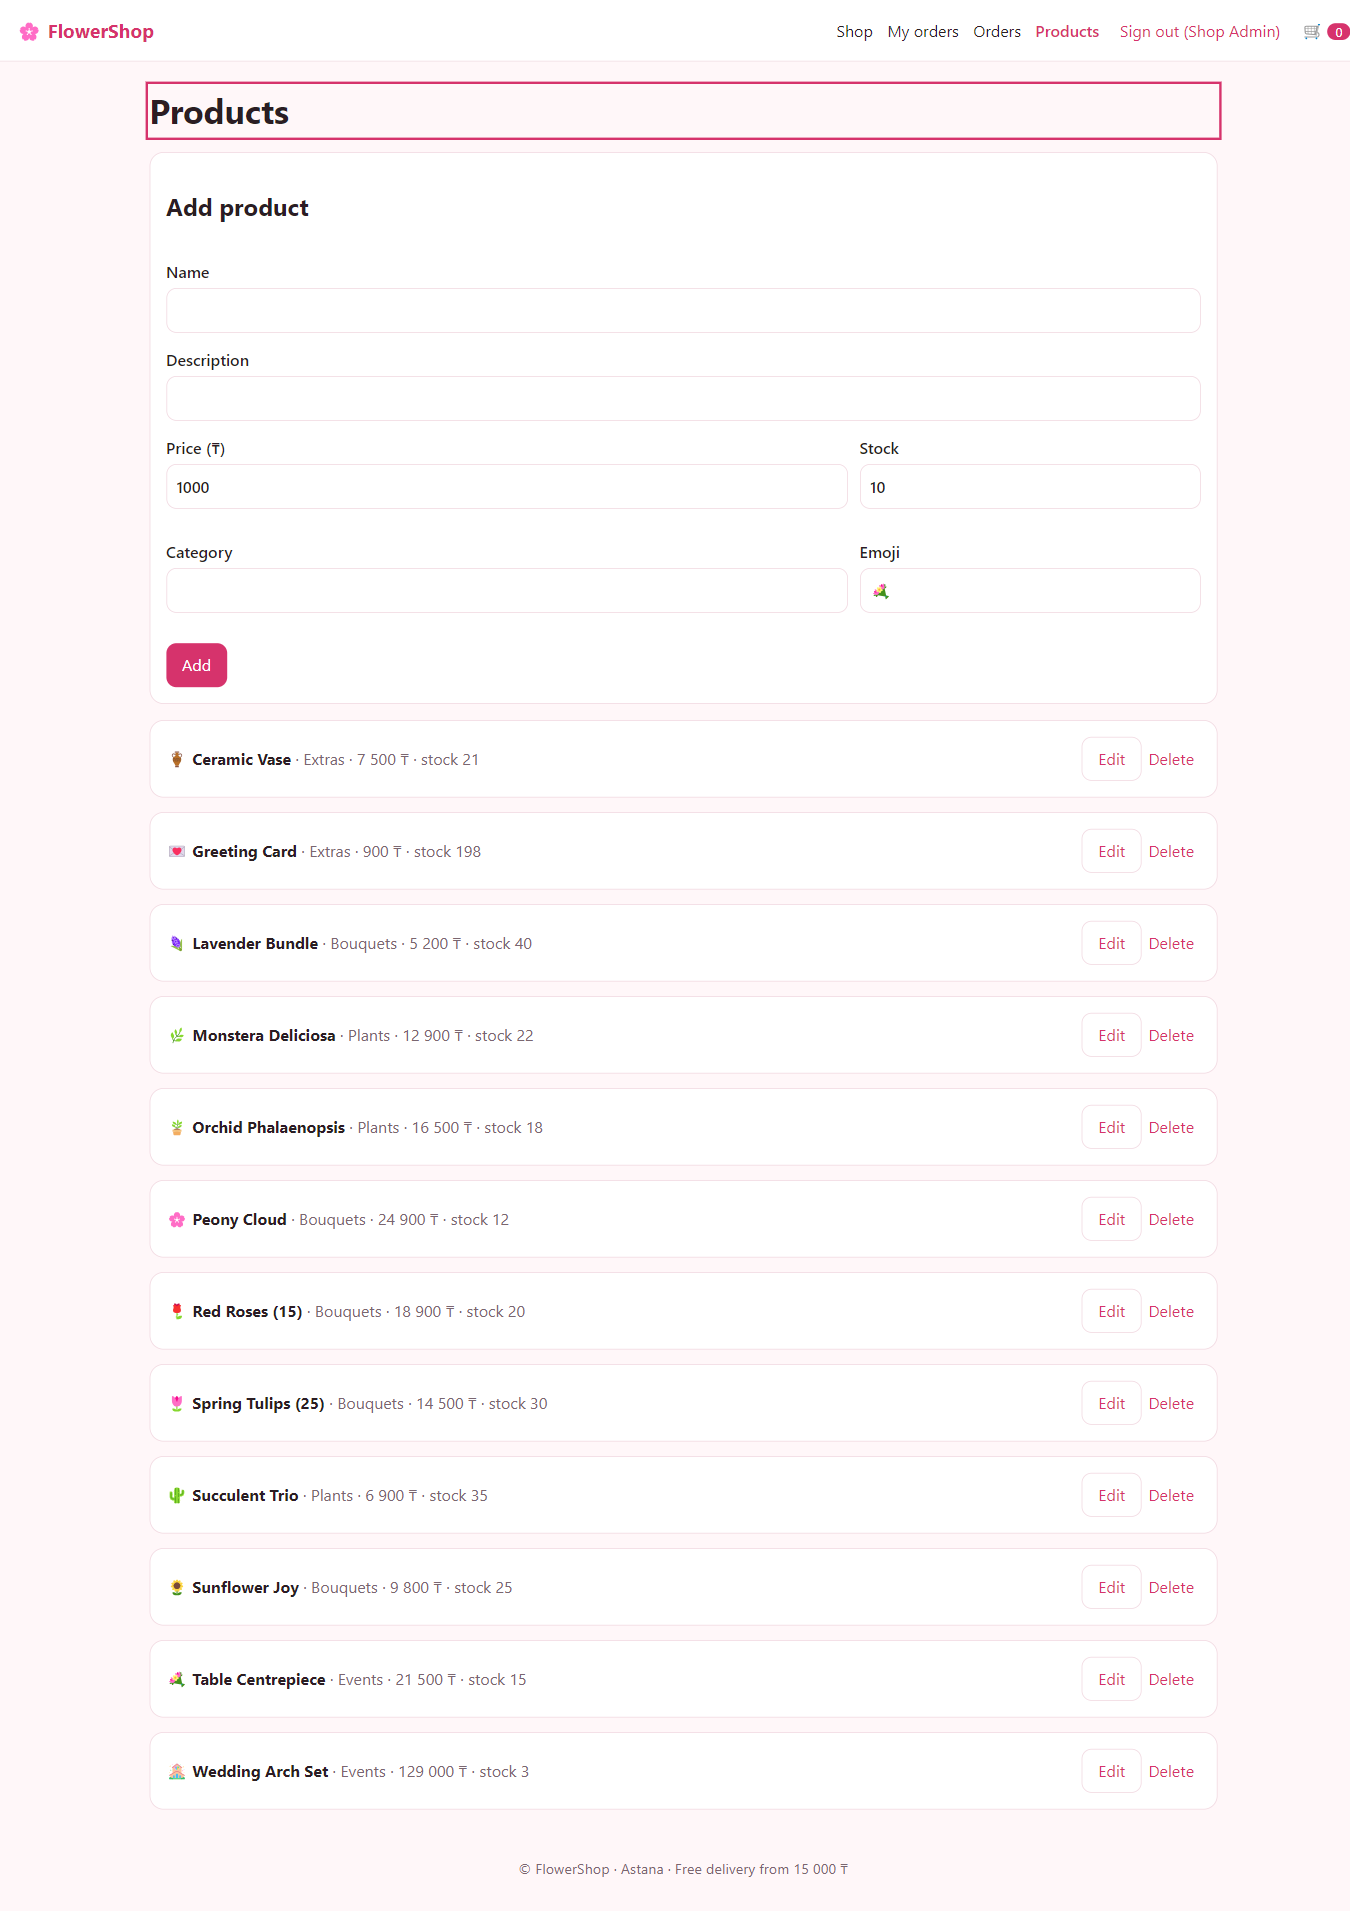 🌸 FlowerShop
Shop My orders Orders Products Sign out (Shop Admin) 🛒 0
Products
Add product
Name
Description
Price (₸) Stock
1000 10
Category Emoji
💐
Add
🏺 Ceramic Vase · Extras · 7 500 ₸ · stock 21 Edit Delete
💌 Greeting Card · Extras · 900 ₸ · stock 198 Edit Delete
🪻 Lavender Bundle · Bouquets · 5 200 ₸ · stock 40 Edit Delete
🌿 Monstera Deliciosa · Plants · 12 900 ₸ · stock 22 Edit Delete
🪴 Orchid Phalaenopsis · Plants · 16 500 ₸ · stock 18 Edit Delete
🌸 Peony Cloud · Bouquets · 24 900 ₸ · stock 12 Edit Delete
🌹 Red Roses (15) · Bouquets · 18 900 ₸ · stock 20 Edit Delete
🌷 Spring Tulips (25) · Bouquets · 14 500 ₸ · stock 30 Edit Delete
🌵 Succulent Trio · Plants · 6 900 ₸ · stock 35 Edit Delete
🌻 Sunflower Joy · Bouquets · 9 800 ₸ · stock 25 Edit Delete
💐 Table Centrepiece · Events · 21 500 ₸ · stock 15 Edit Delete
💒 Wedding Arch Set · Events · 129 000 ₸ · stock 3 Edit Delete
© FlowerShop · Astana · Free delivery from 15 000 ₸